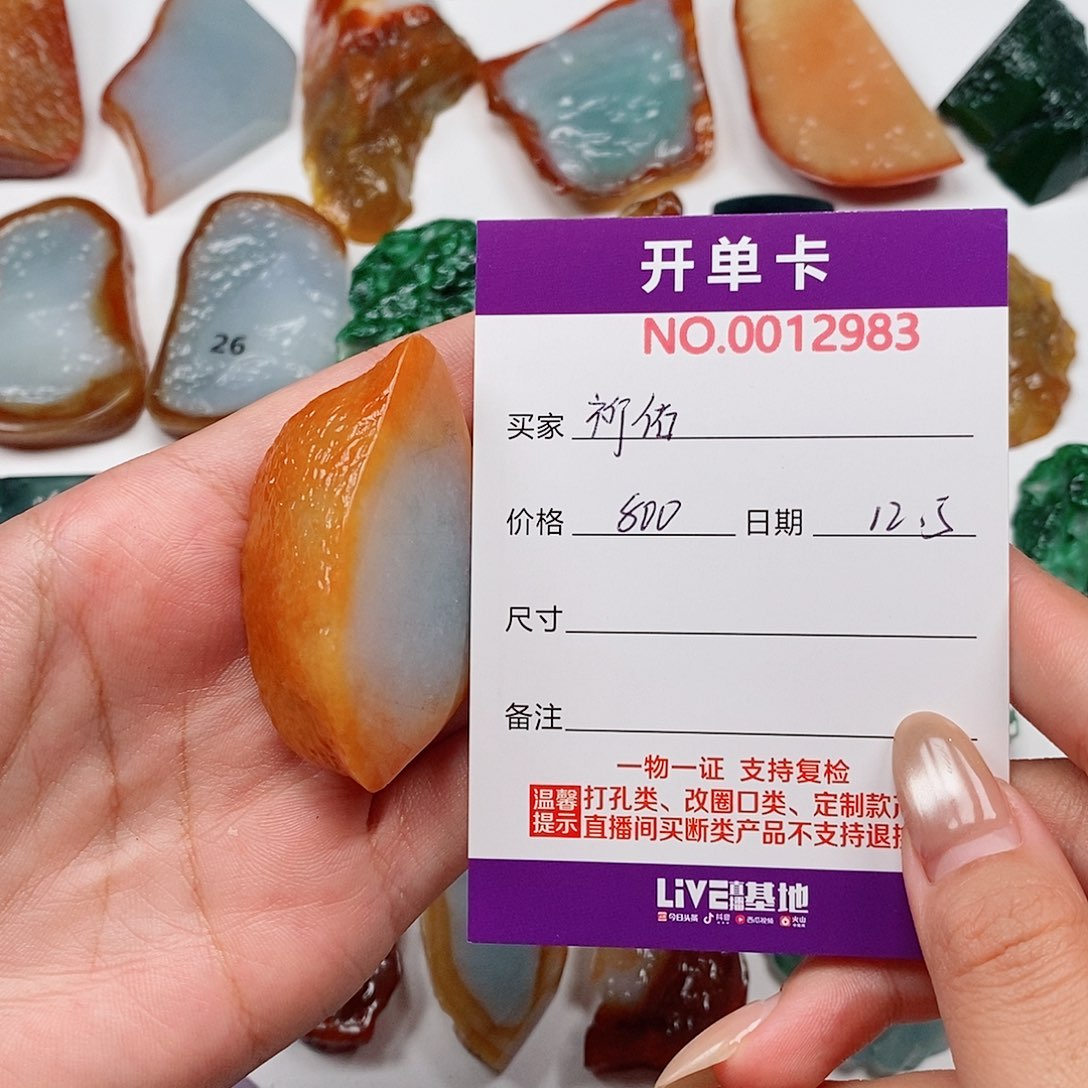 开单卡
NO.0012983
买家 祈佑
价格 800 日期 12.5
尺寸
备注
一物一证 支持复检
温馨提示 打孔类、改圈口类、定制款
直播间买断类产品不支持退
LiVE直播基地
今日头条 抖音 西瓜视频 火山
26